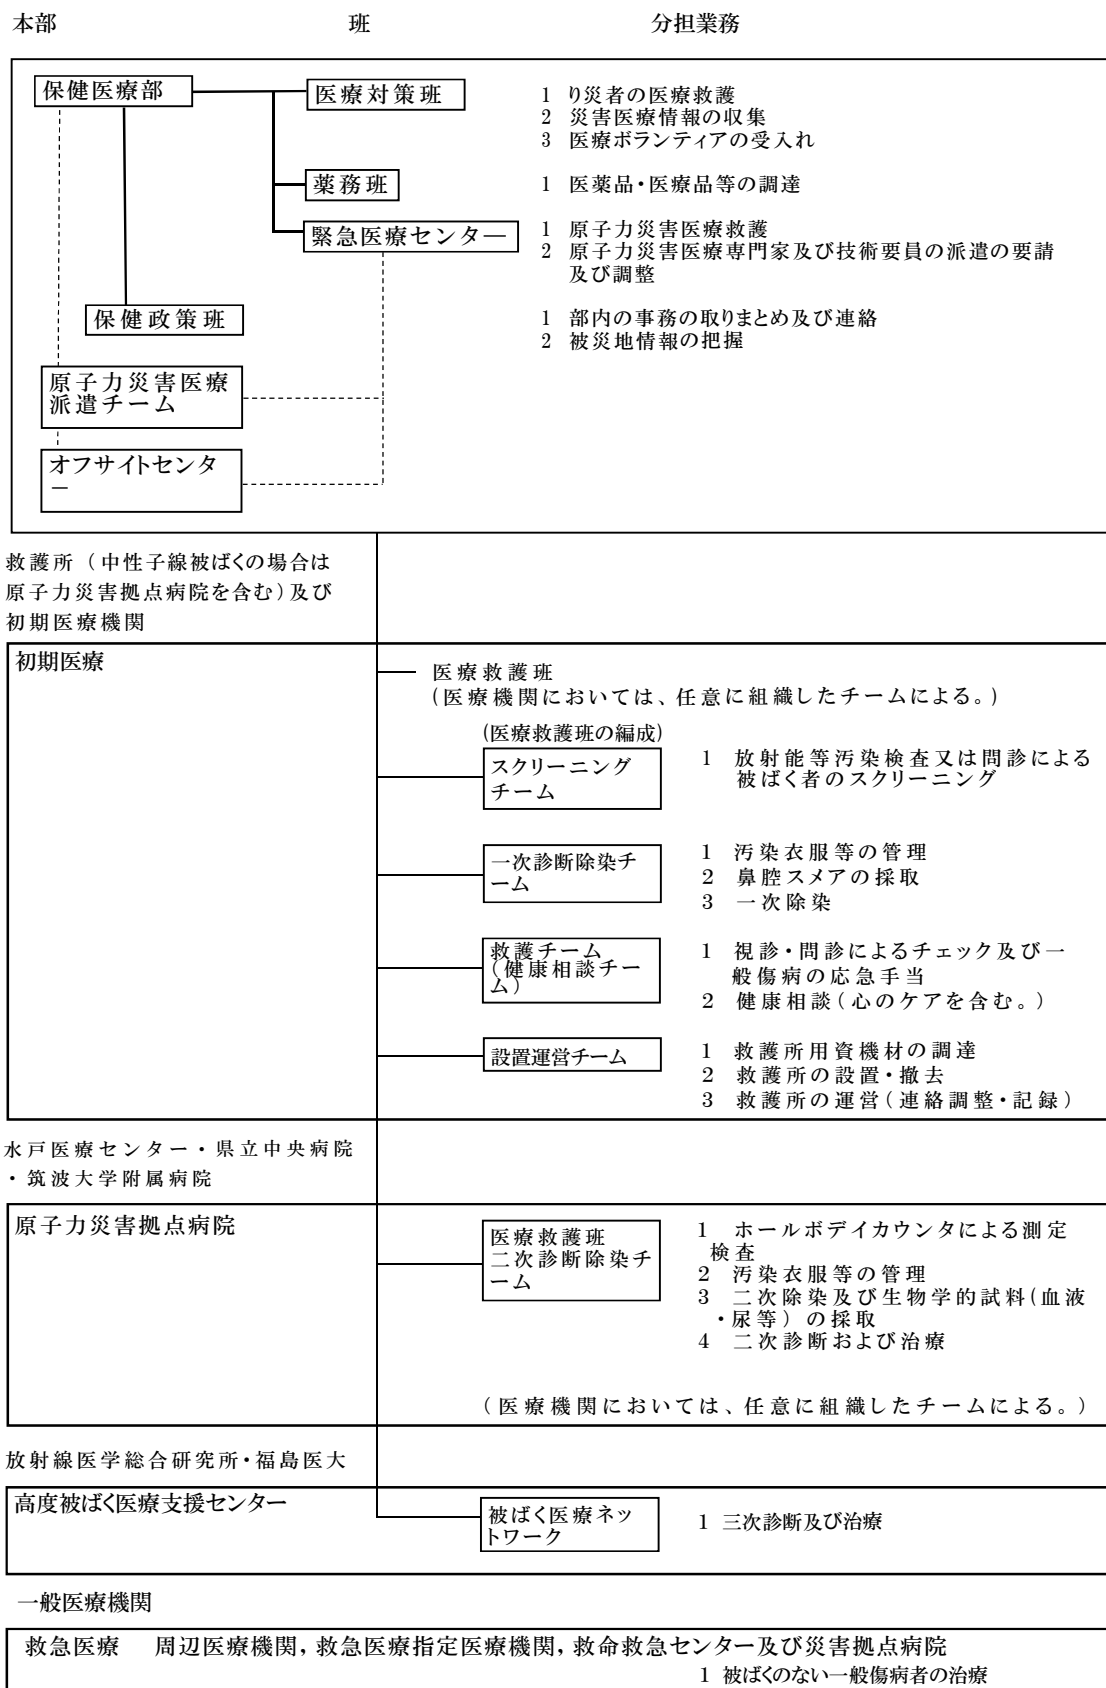 本部 班 分担業務
保健医療部 医療対策班
1 り災者の医療救護
2 災害医療情報の収集
3 医療ボランティアの受入れ
薬務班 1 医薬品・医療品等の調達
緊急医療センター 1 原子力災害医療救護
2 原子力災害医療専門家及び技術要員の派遣の要請
及び調整
保健政策班 1 部内の事務の取りまとめ及び連絡
2 被災地情報の把握
原子力災害医療
派遣チーム
オフサイトセンタ
ー
救護所(中性子線被ばくの場合は
原子力災害拠点病院を含む)及び
初期医療機関
初期医療
医療救護班
(医療機関においては、任意に組織したチームによる。)
(医療救護班の編成)
スクリーニング
チーム
1 放射能等汚染検査又は問診による
被ばく者のスクリーニング
一次診断除染チ
ーム
1 汚染衣服等の管理
2 鼻腔スメアの採取
3 一次除染
救護チーム
(健康相談チー
ム)
1 視診・問診によるチェック及び一
般傷病の応急手当
2 健康相談(心のケアを含む。)
設置運営チーム
1 救護所用資機材の調達
2 救護所の設置・撤去
3 救護所の運営(連絡調整・記録)
水戸医療センター・県立中央病院
・筑波大学附属病院
原子力災害拠点病院
医療救護班
二次診断除染チ
ーム
1 ホールボデイカウンタによる測定
検査
2 汚染衣服等の管理
3 二次除染及び生物学的試料(血液
・尿等)の採取
4 二次診断および治療
(医療機関においては、任意に組織したチームによる。)
放射線医学総合研究所・福島医大
高度被ばく医療支援センター
被ばく医療ネッ
トワーク
1 三次診断及び治療
一般医療機関
救急医療 周辺医療機関,救急医療指定医療機関,救命救急センター及び災害拠点病院
1 被ばくのない一般傷病者の治療